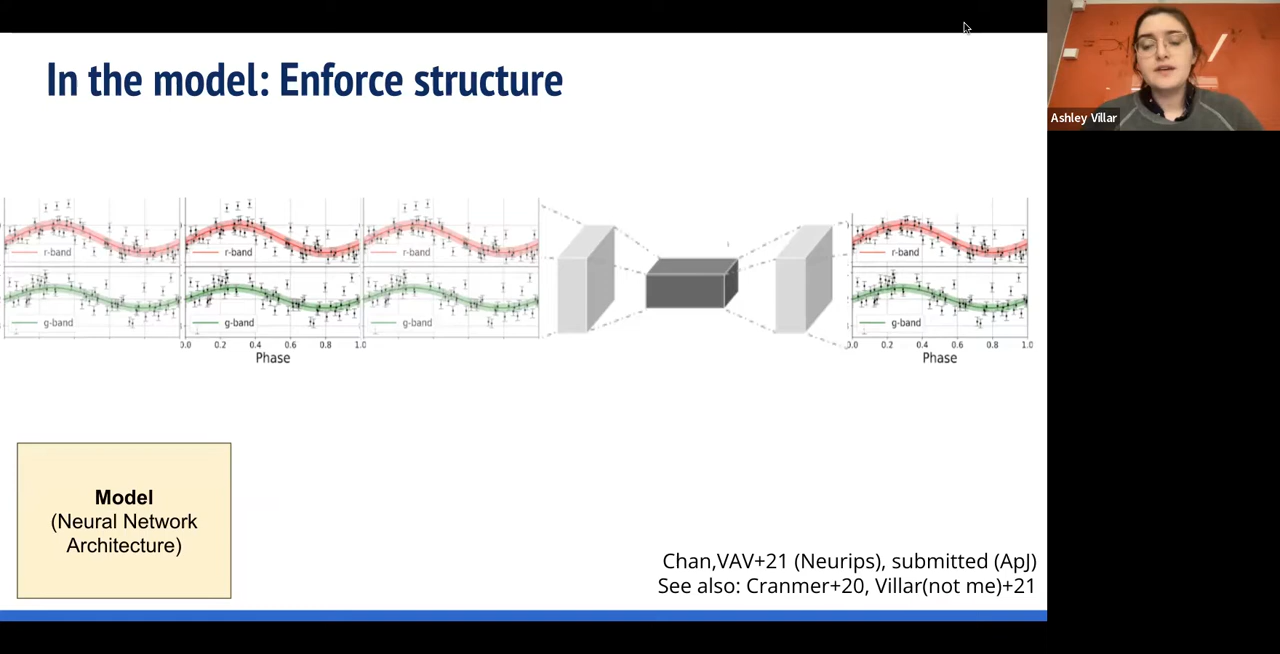 In the model: Enforce structure
Ashley Villar
r-band
r-band
r-band
r-band
g-band
g-band
g-band
g-band
0.0 0.2 0.4 0.6 0.8 1.0
0.0 0.2 0.4 0.6 0.8 1.0
Phase
Phase
Model
(Neural Network
Architecture)
Chan,VAV+21 (Neurips), submitted (ApJ)
See also: Cranmer+20, Villar(not me)+21